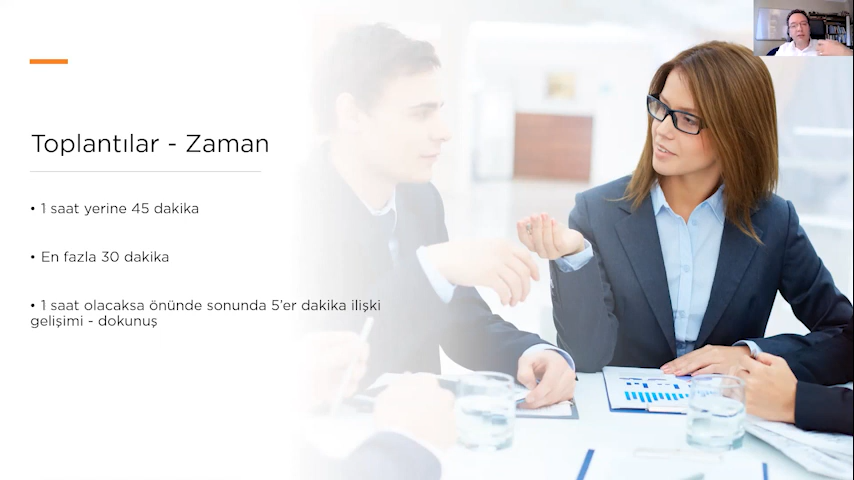 Toplantılar - Zaman
• 1 saat yerine 45 dakika
• En fazla 30 dakika
• 1 saat olacaksa önünde sonunda 5'er dakika ilişki
gelişimi - dokunuş